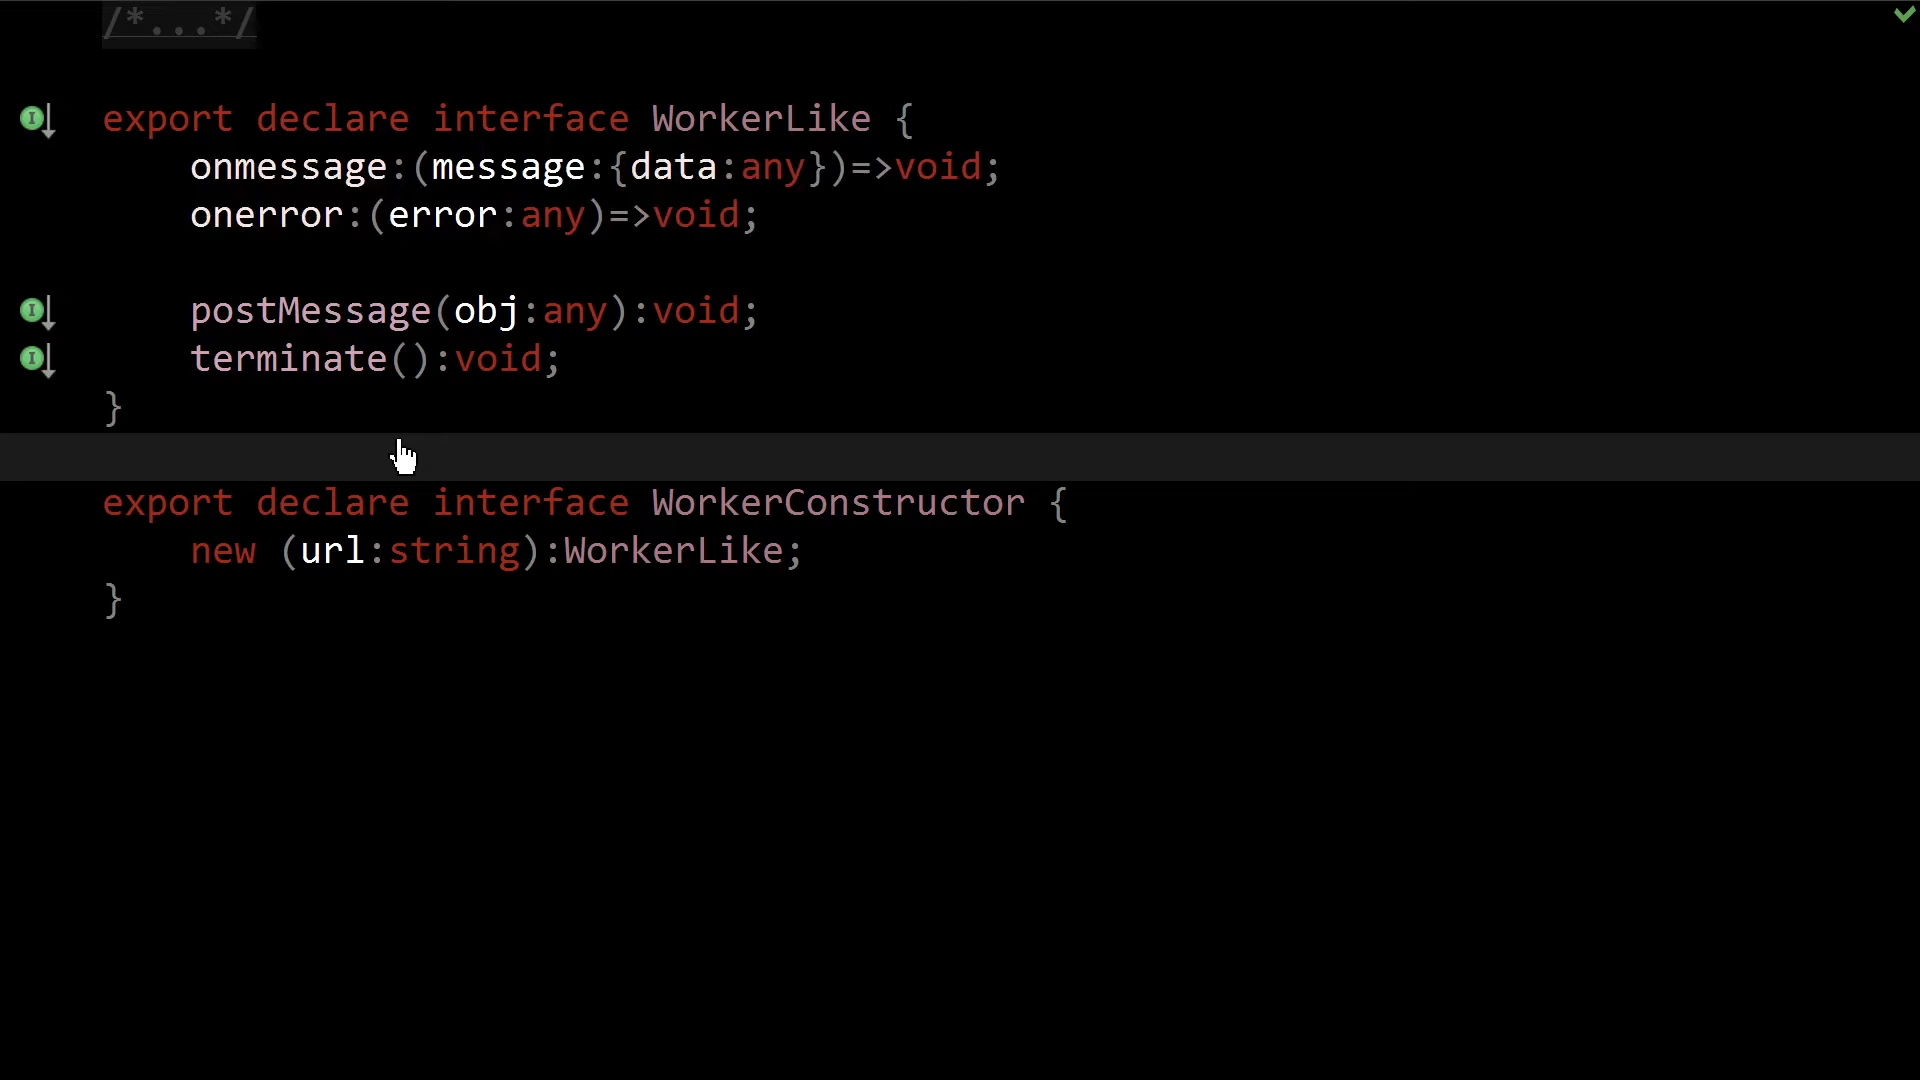 /*...*/
export declare interface WorkerLike {
onmessage:(message:{data:any})=>void;
onerror:(error:any)=>void;
postMessage(obj:any):void;
terminate():void;
}
export declare interface WorkerConstructor {
new (url:string):WorkerLike;
}